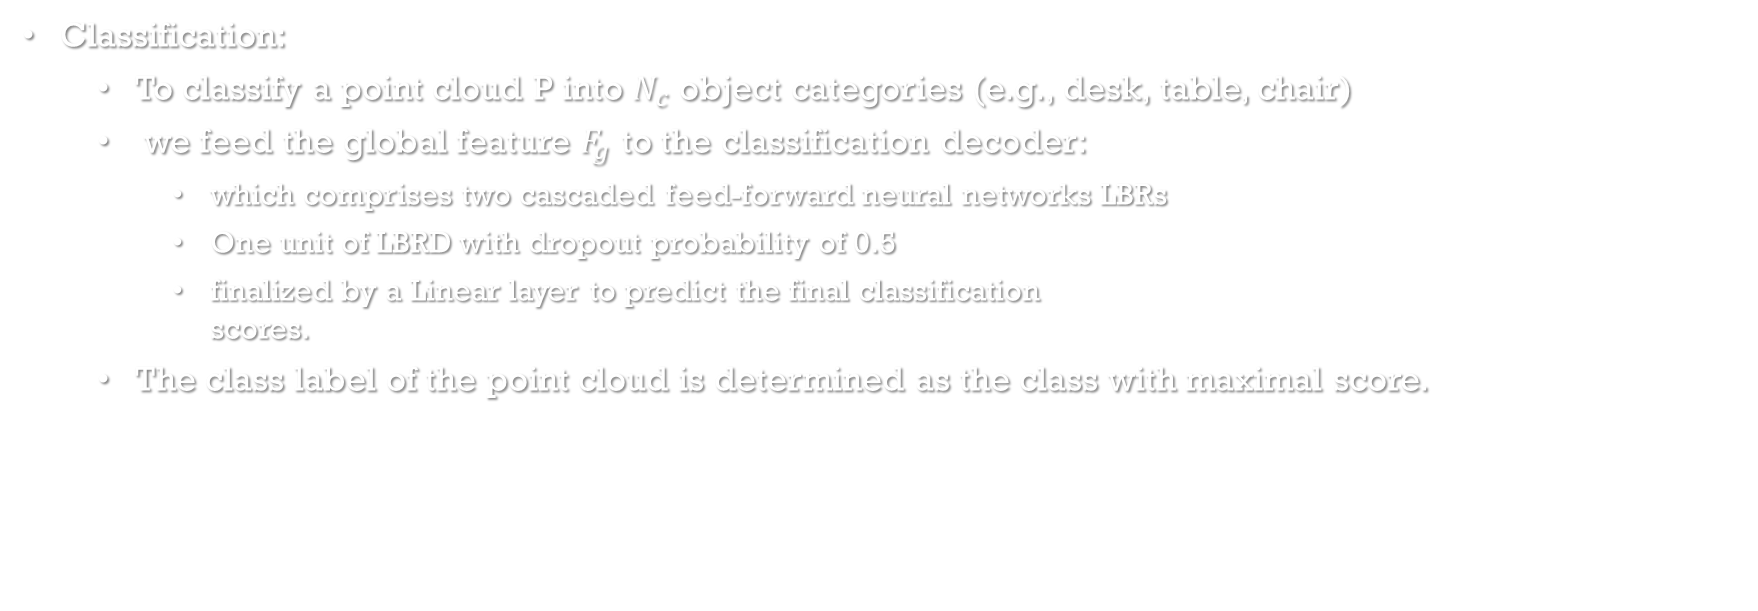 • Classification:
• To classify a point cloud P into N_c object categories (e.g., desk, table, chair)
• we feed the global feature F_g to the classification decoder:
• which comprises two cascaded feed-forward neural networks LBRs
• One unit of LBRD with dropout probability of 0.5
• finalized by a Linear layer to predict the final classification
scores.
• The class label of the point cloud is determined as the class with maximal score.